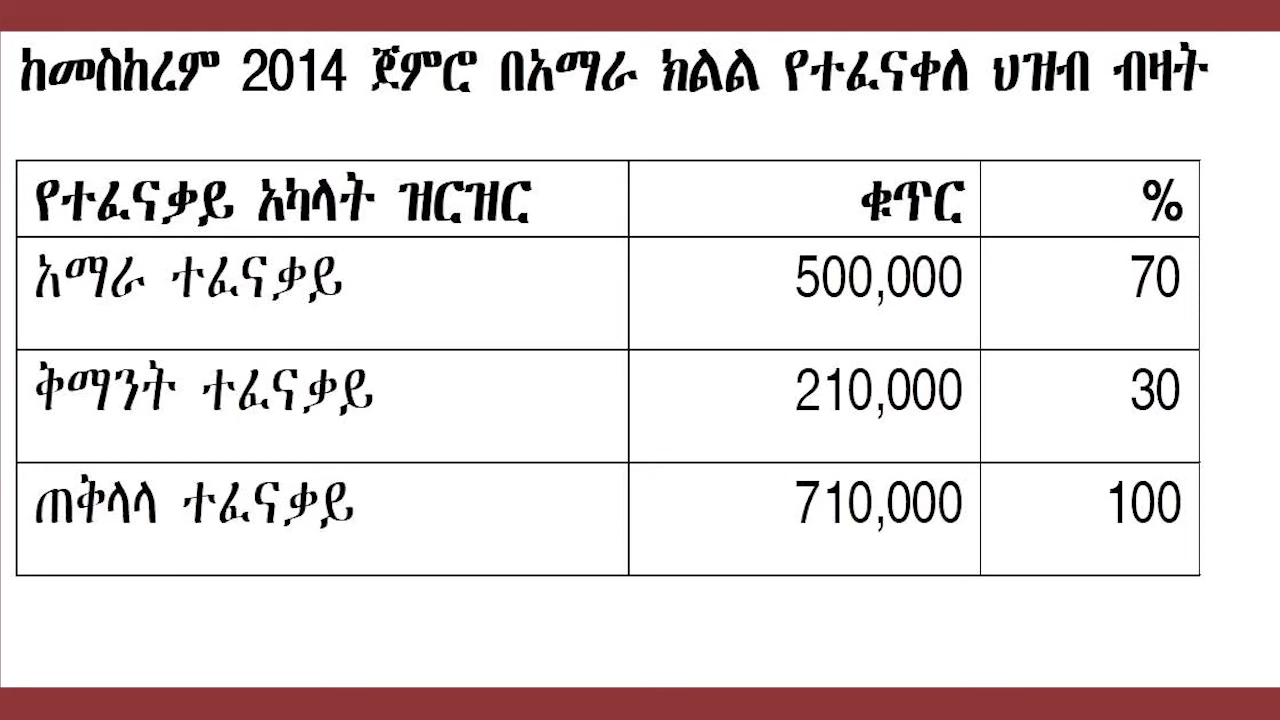 ከመስከረም 2014 ጀምሮ በአማራ ክልል የተፈናቀለ ህዝብ ብዛት
የተፈናቃይ አካላት ዝርዝር ቁጥር %
አማራ ተፈናቃይ 500,000 70
ቅማንት ተፈናቃይ 210,000 30
ጠቅላላ ተፈናቃይ 710,000 100